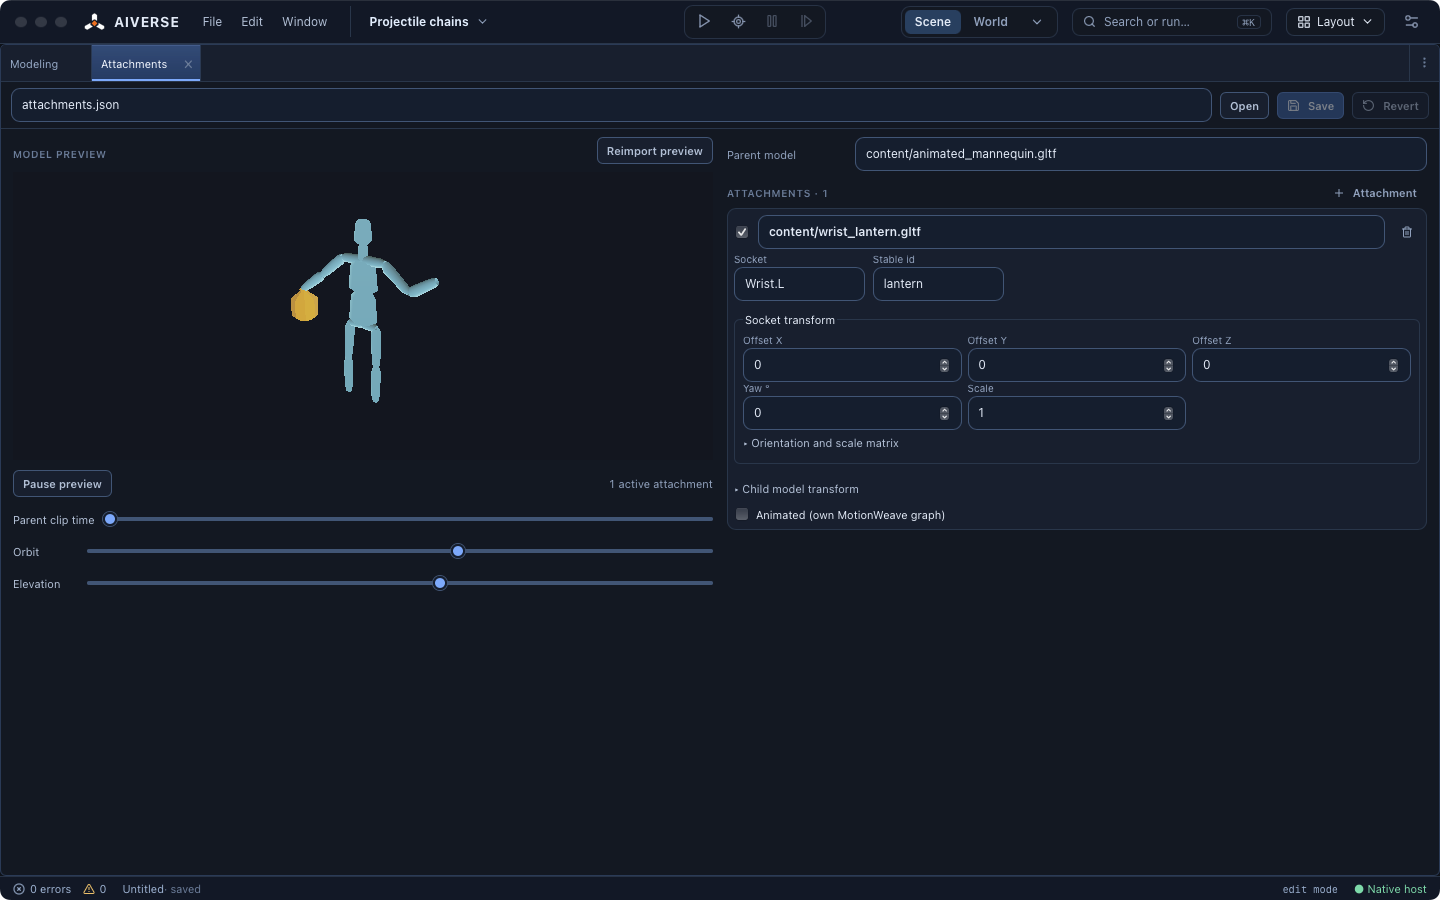 AIVERSE File Edit Window Projectile chains Scene World Search or run... ⌘K Layout
Modeling Attachments
attachments.json Open Save Revert
MODEL PREVIEW Reimport preview
Pause preview 1 active attachment
Parent clip time
Orbit
Elevation
Parent model content/animated_mannequin.gltf
ATTACHMENTS · 1 + Attachment
content/wrist_lantern.gltf
Socket Stable id
Wrist.L lantern
Socket transform
Offset X Offset Y Offset Z
0 0 0
Yaw ° Scale
0 1
Orientation and scale matrix
Child model transform
Animated (own MotionWeave graph)
0 errors 0 Untitled · saved edit mode Native host